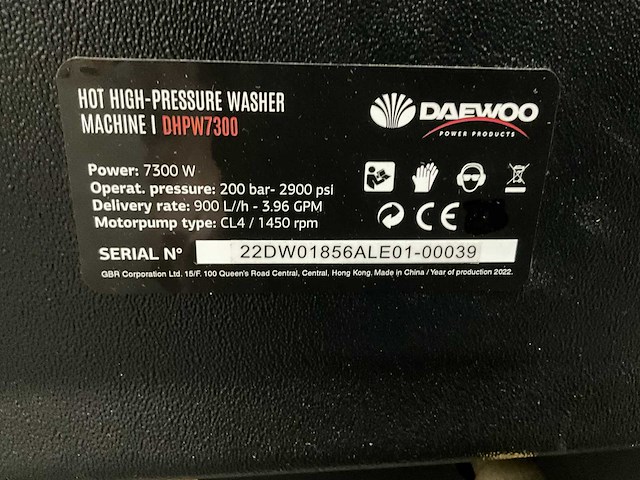 HOT HIGH-PRESSURE WASHER
MACHINE | DHPW7300
DAEWOO
POWER PRODUCTS
Power: 7300 W
Operat. pressure: 200 bar- 2900 psi
Delivery rate: 900 L//h - 3.96 GPM
Motorpump type: CL4 / 1450 rpm
CE
SERIAL N° 22DW01856ALE01-00039
GBR Corporation Ltd. 15/F. 100 Queen's Road Central, Central, Hong Kong. Made in China / Year of production 2022.